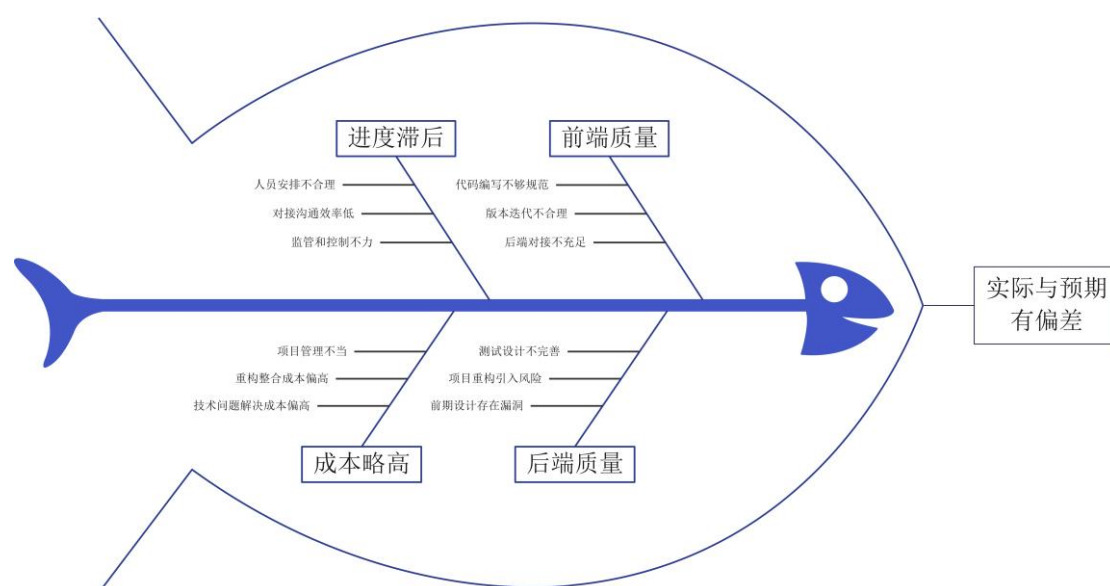 进度滞后
人员安排不合理
对接沟通效率低
监管和控制不力
前端质量
代码编写不够规范
版本迭代不合理
后端对接不充足
实际与预期
有偏差
项目管理不当
重构整合成本偏高
技术问题解决成本偏高
成本略高
测试设计不完善
项目重构引入风险
前期设计存在漏洞
后端质量